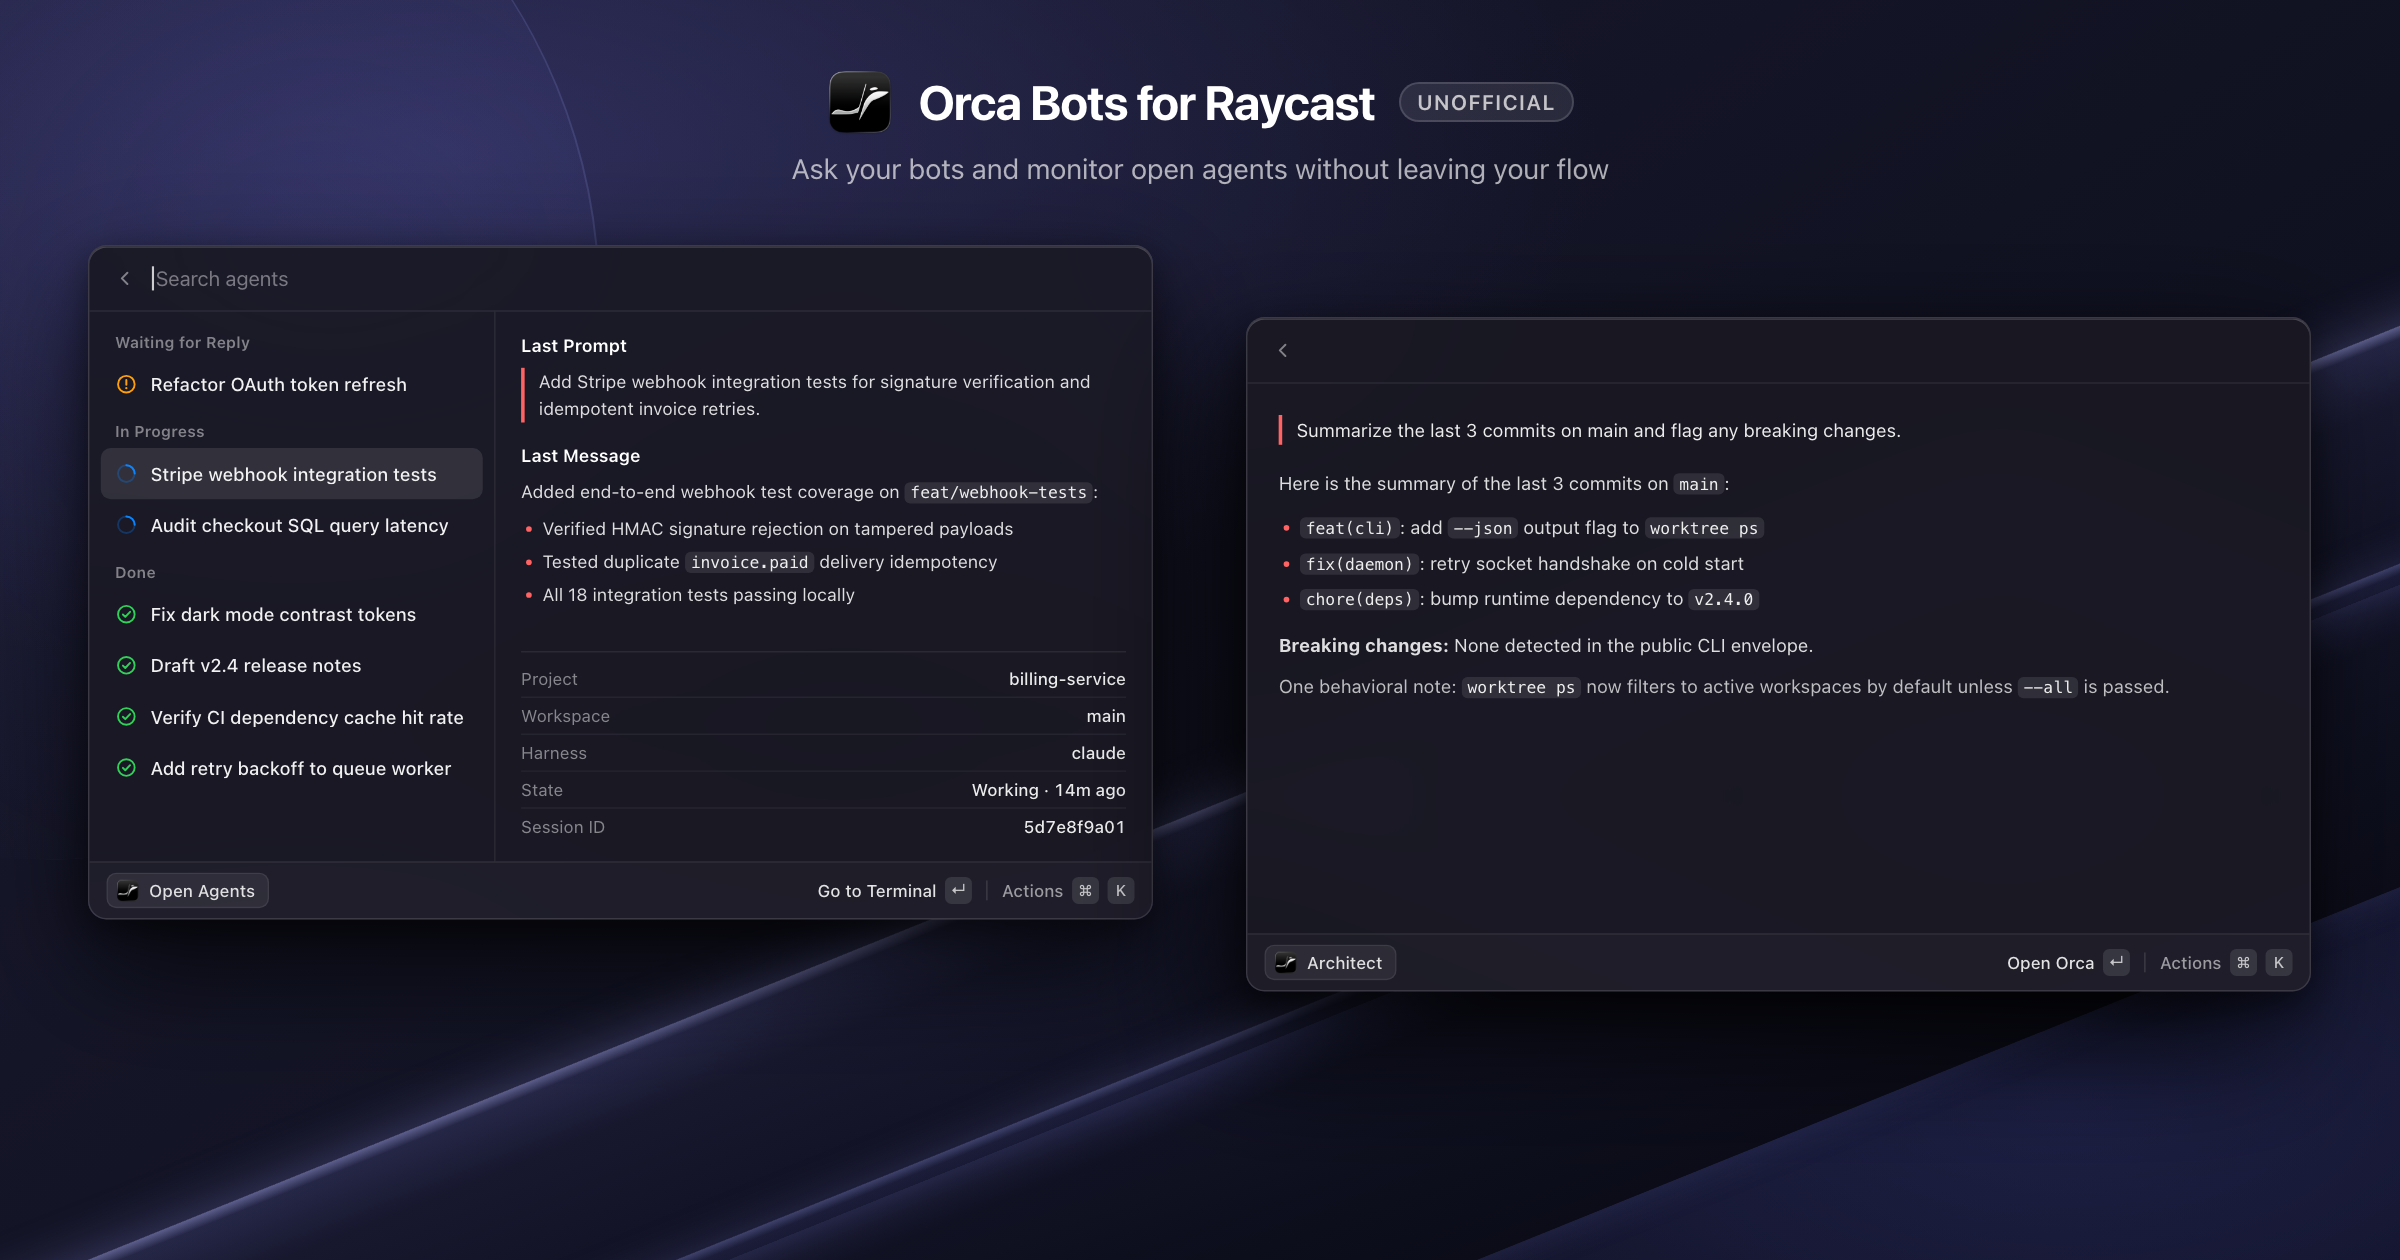 Orca Bots for Raycast
UNOFFICIAL
Ask your bots and monitor open agents without leaving your flow
Search agents
Waiting for Reply
Refactor OAuth token refresh
In Progress
Stripe webhook integration tests
Audit checkout SQL query latency
Done
Fix dark mode contrast tokens
Draft v2.4 release notes
Verify CI dependency cache hit rate
Add retry backoff to queue worker
Last Prompt
Add Stripe webhook integration tests for signature verification and
idempotent invoice retries.
Last Message
Added end-to-end webhook test coverage on feat/webhook-tests:
• Verified HMAC signature rejection on tampered payloads
• Tested duplicate invoice.paid delivery idempotency
• All 18 integration tests passing locally
Project billing-service
Workspace main
Harness claude
State Working · 14m ago
Session ID 5d7e8f9a01
Open Agents
Go to Terminal ↵ Actions ⌘ K
Summarize the last 3 commits on main and flag any breaking changes.
Here is the summary of the last 3 commits on main:
• feat(cli): add --json output flag to worktree ps
• fix(daemon): retry socket handshake on cold start
• chore(deps): bump runtime dependency to v2.4.0
Breaking changes: None detected in the public CLI envelope.
One behavioral note: worktree ps now filters to active workspaces by default unless --all is passed.
Architect
Open Orca ↵ Actions ⌘ K